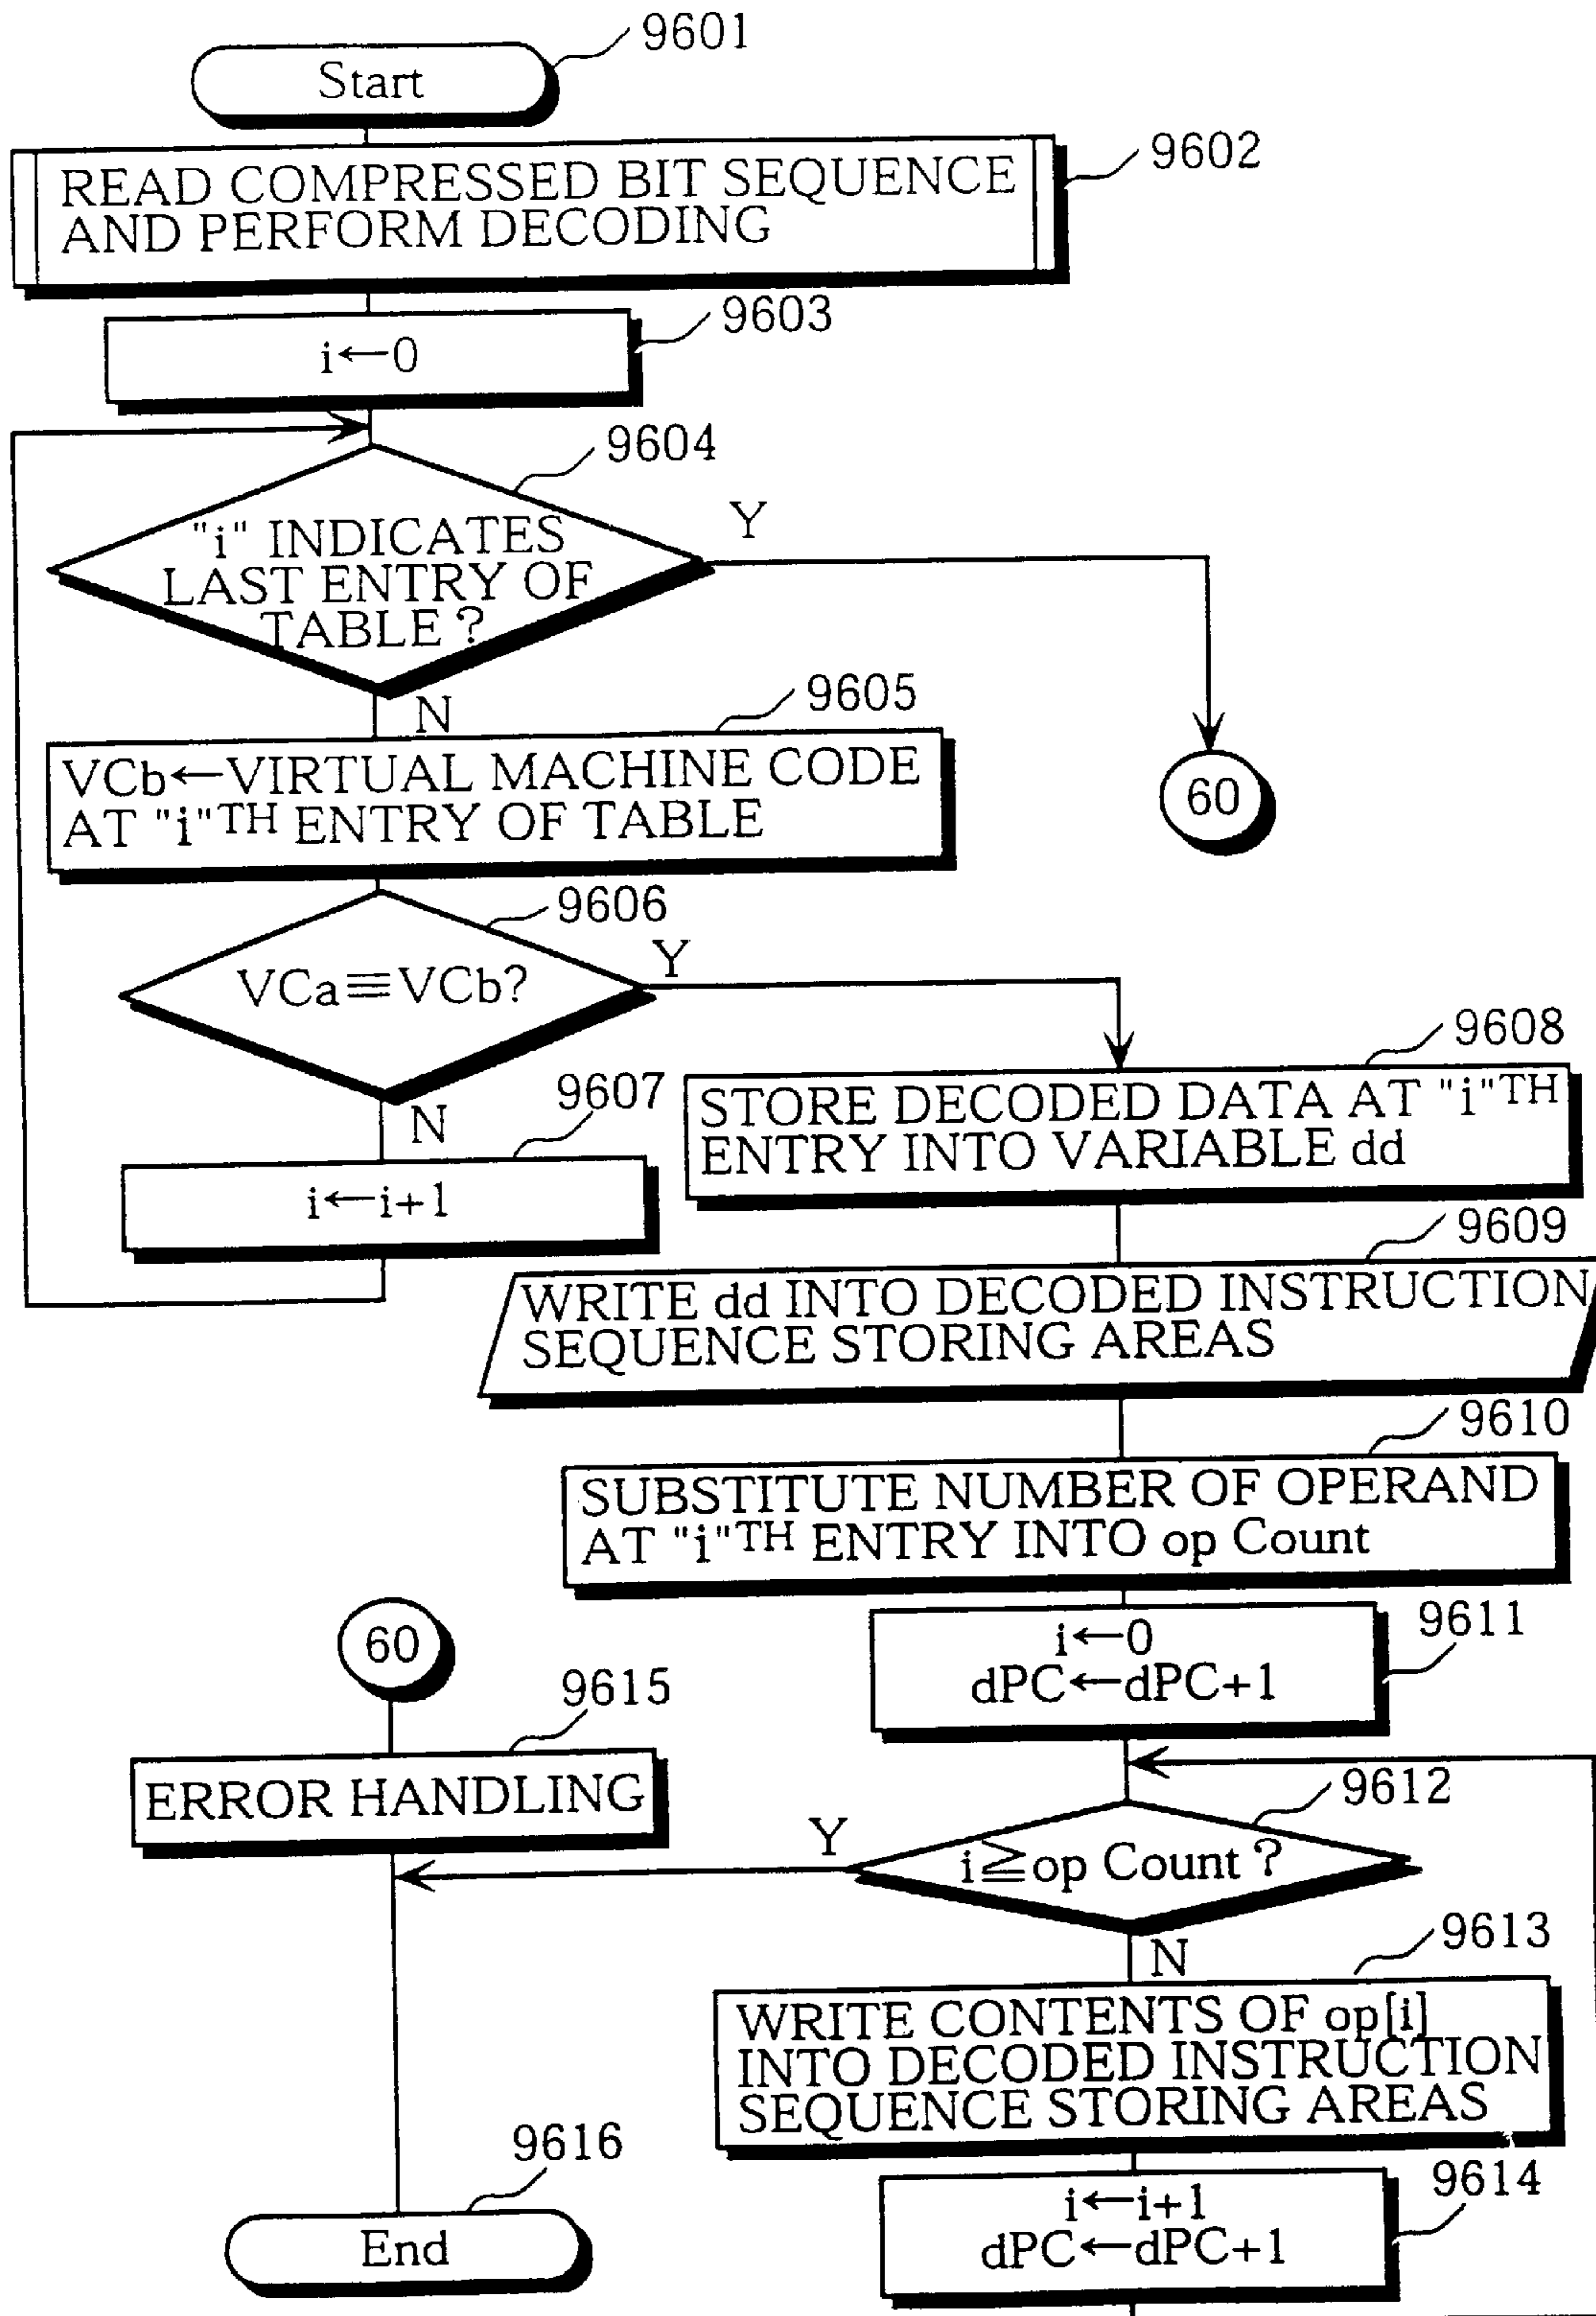 9601
Start
9602
READ COMPRESSED BIT SEQUENCE
AND PERFORM DECODING
9603
i←0
9604
"i" INDICATES
LAST ENTRY OF
TABLE ?
Y
N
9605
VCb←VIRTUAL MACHINE CODE
AT "i"TH ENTRY OF TABLE
60
9606
VCa≡VCb?
Y
N
9607
i←i+1
9608
STORE DECODED DATA AT "i"TH
ENTRY INTO VARIABLE dd
9609
WRITE dd INTO DECODED INSTRUCTION
SEQUENCE STORING AREAS
9610
SUBSTITUTE NUMBER OF OPERAND
AT "i"TH ENTRY INTO op Count
9611
i←0
dPC←dPC+1
60
9615
ERROR HANDLING
9612
i≧op Count ?
Y
N
9613
WRITE CONTENTS OF op[i]
INTO DECODED INSTRUCTION
SEQUENCE STORING AREAS
9614
i←i+1
dPC←dPC+1
9616
End